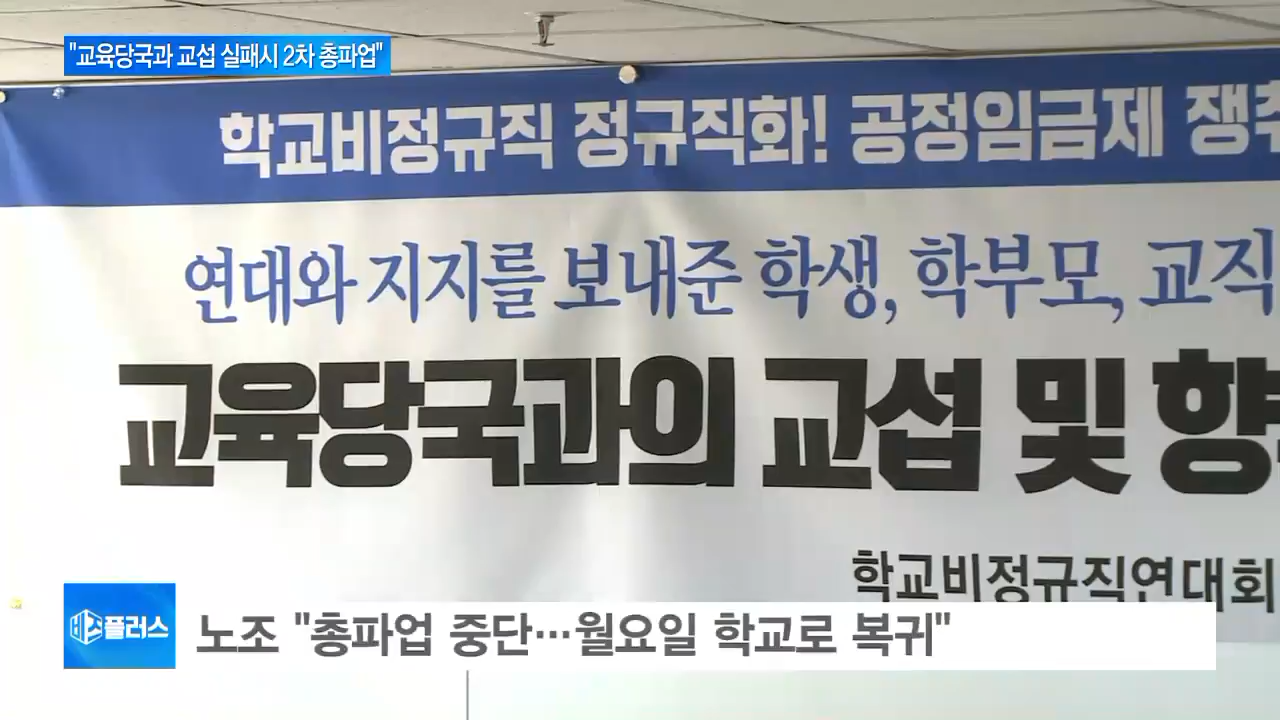 "교육당국과 교섭 실패시 2차 총파업"
학교비정규직 정규직화! 공정임금제 쟁취
연대와 지지를 보내준 학생, 학부모, 교직
교육당국과의 교섭 및 향
학교비정규직연대회
플러스
노조 "총파업 중단…월요일 학교로 복귀"